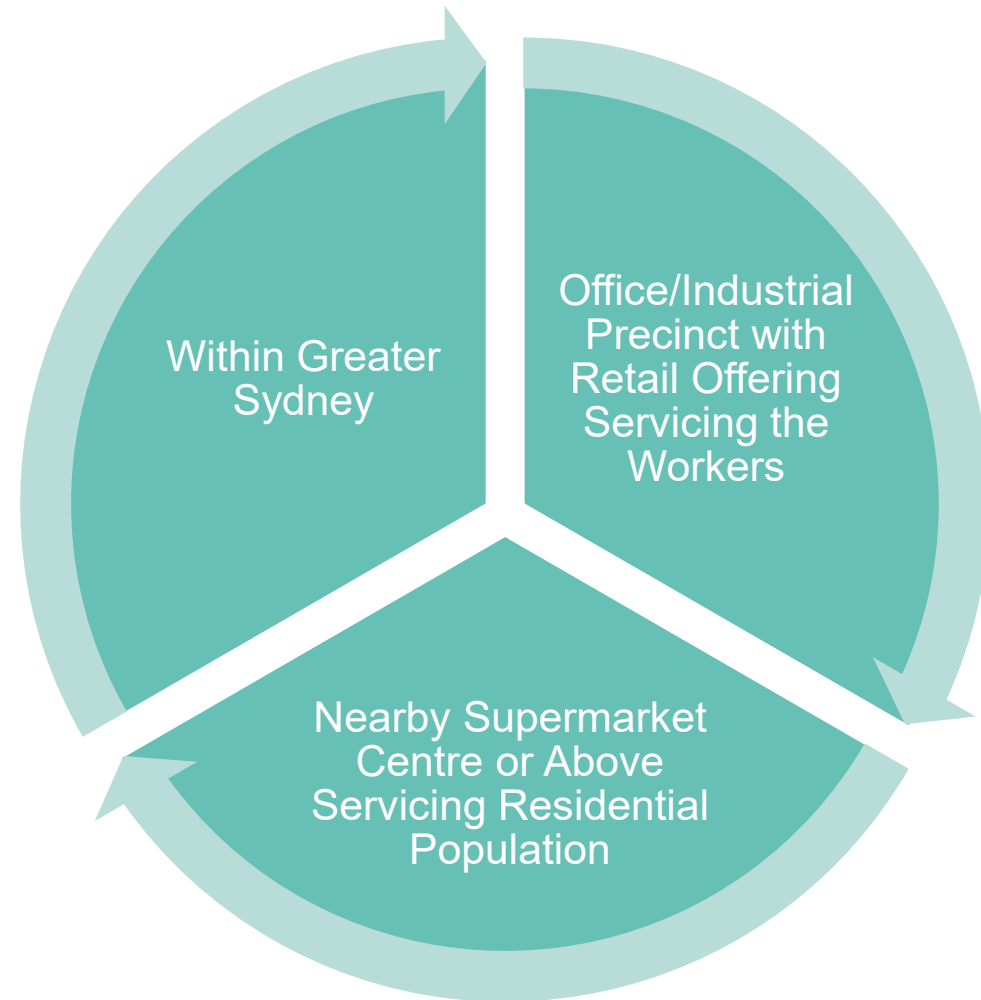 Within Greater
Sydney
Office/Industrial
Precinct with
Retail Offering
Servicing the
Workers
Nearby Supermarket
Centre or Above
Servicing Residential
Population